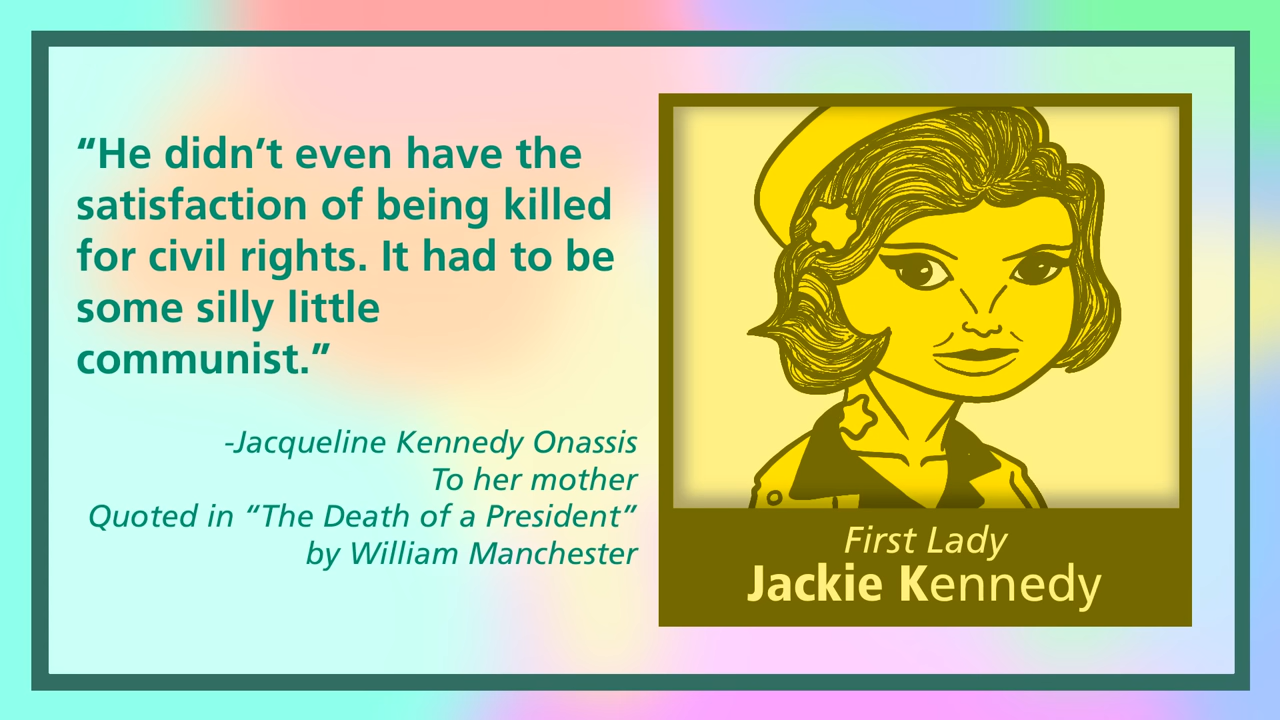 “He didn’t even have the
satisfaction of being killed
for civil rights. It had to be
some silly little
communist.”
-Jacqueline Kennedy Onassis
To her mother
Quoted in “The Death of a President”
by William Manchester
First Lady
Jackie Kennedy